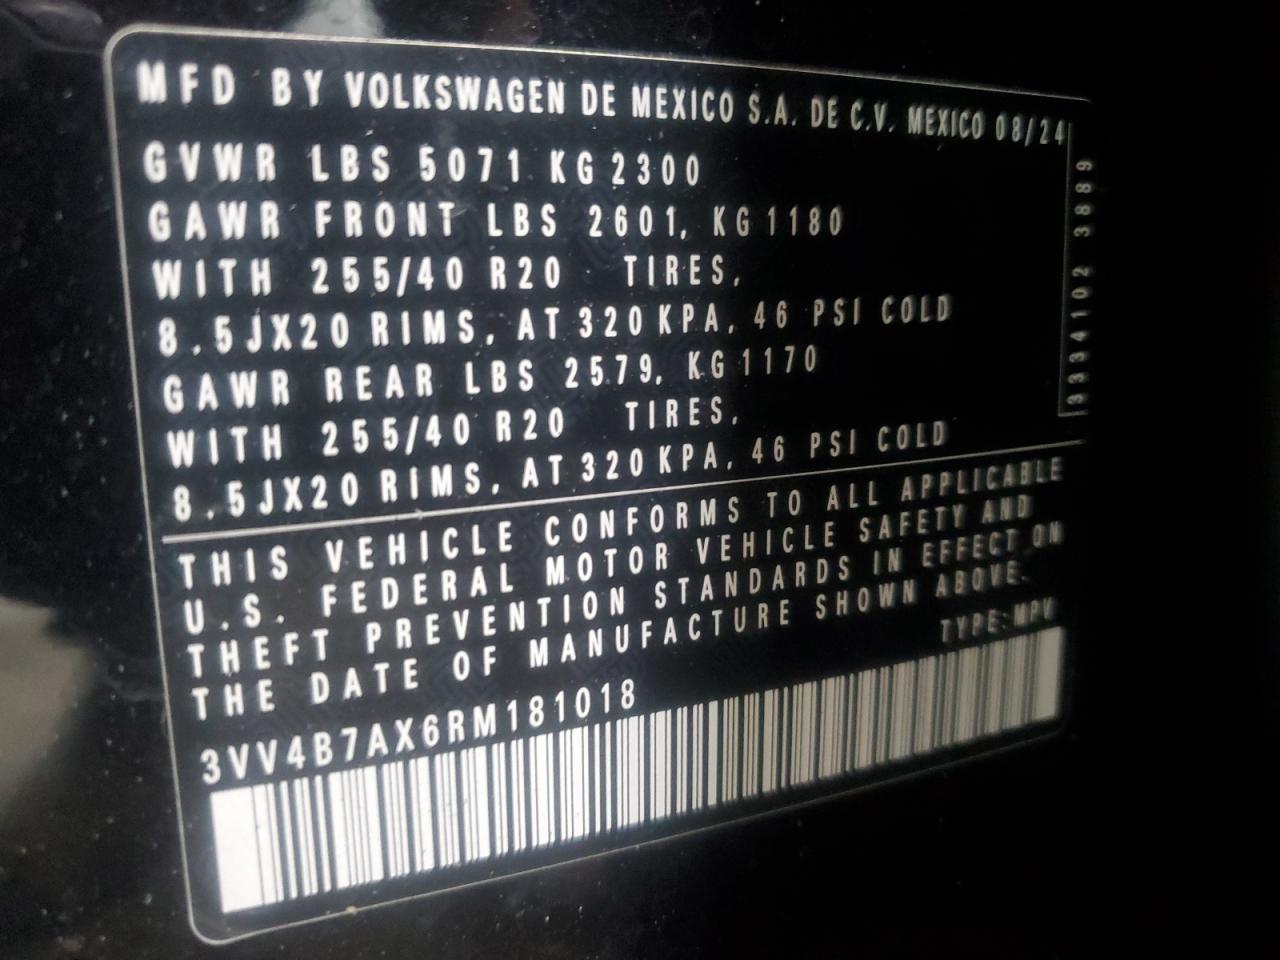 MFD BY VOLKSWAGEN DE MEXICO S.A. DE C.V. MEXICO 08/24
GVWR LBS 5071 KG 2300
GAWR FRONT LBS 2601, KG 1180
WITH 255/40 R20 TIRES,
8.5JX20 RIMS, AT 320 KPA, 46 PSI COLD
GAWR REAR LBS 2579, KG 1170
WITH 255/40 R20 TIRES,
8.5JX20 RIMS, AT 320 KPA, 46 PSI COLD
3334102 3889
THIS VEHICLE CONFORMS TO ALL APPLICABLE
U.S. FEDERAL MOTOR VEHICLE SAFETY AND
THEFT PREVENTION STANDARDS IN EFFECT ON
THE DATE OF MANUFACTURE SHOWN ABOVE.
TYPE: MPV
3VV4B7AX6RM181018